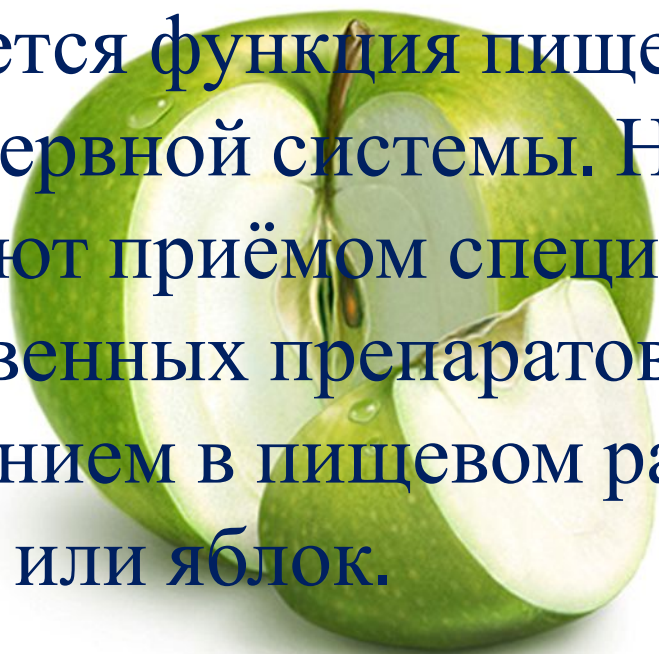 ется функция пище
ервной системы. Н
ют приёмом специ
венных препаратов
нием в пищевом ра
или яблок.